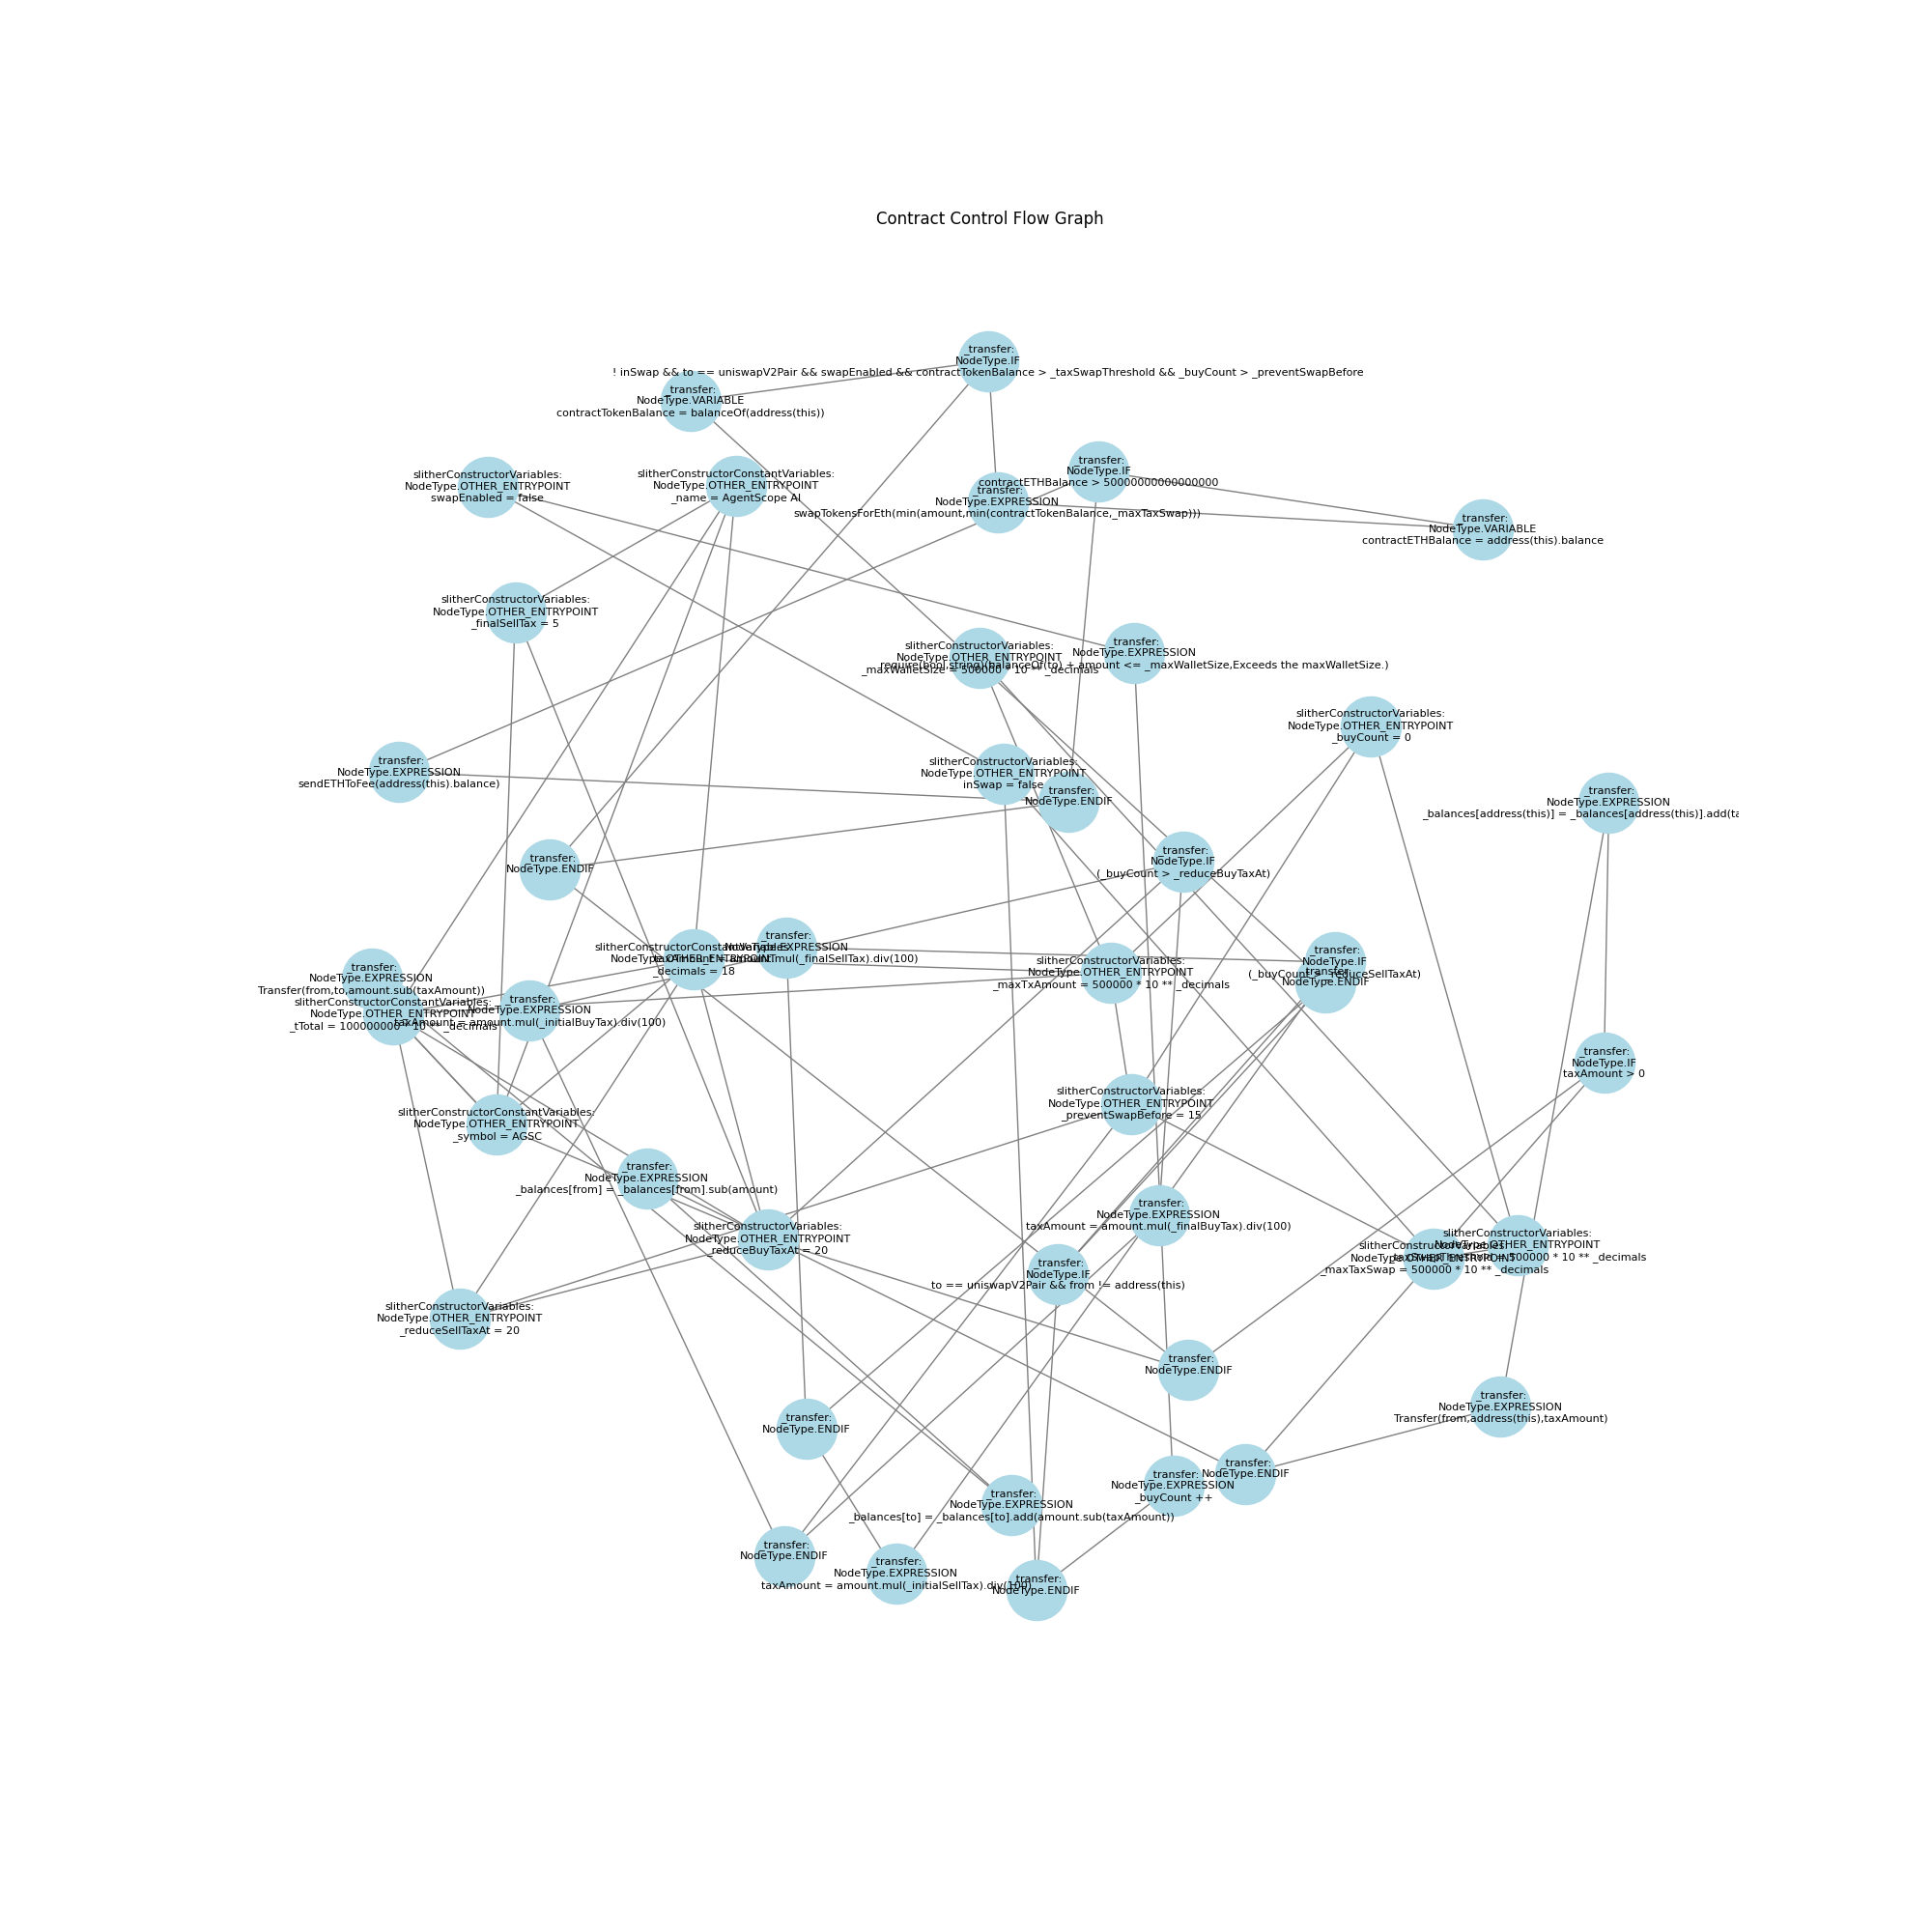 Contract Control Flow Graph
_transfer:
NodeType.IF
! inSwap && to == uniswapV2Pair && swapEnabled && contractTokenBalance > _taxSwapThreshold && _buyCount > _preventSwapBefore
_transfer:
NodeType.VARIABLE
contractTokenBalance = balanceOf(address(this))
slitherConstructorVariables:
NodeType.OTHER_ENTRYPOINT
swapEnabled = false
slitherConstructorConstantVariables:
NodeType.OTHER_ENTRYPOINT
_name = AgentScope AI
_transfer:
NodeType.IF
contractETHBalance > 50000000000000000
_transfer:
NodeType.EXPRESSION
swapTokensForEth(min(amount,min(contractTokenBalance,_maxTaxSwap)))
_transfer:
NodeType.VARIABLE
contractETHBalance = address(this).balance
slitherConstructorVariables:
NodeType.OTHER_ENTRYPOINT
_finalSellTax = 5
slitherConstructorVariables:
NodeType.OTHER_ENTRYPOINT
_maxWalletSize = 500000 * 10 ** _decimals
_transfer:
NodeType.EXPRESSION
require(bool,string)(balanceOf(to) + amount <= _maxWalletSize,Exceeds the maxWalletSize.)
slitherConstructorVariables:
NodeType.OTHER_ENTRYPOINT
_buyCount = 0
_transfer:
NodeType.EXPRESSION
sendETHToFee(address(this).balance)
slitherConstructorVariables:
NodeType.OTHER_ENTRYPOINT
inSwap = false
_transfer:
NodeType.ENDIF
_transfer:
NodeType.EXPRESSION
_balances[address(this)] = _balances[address(this)].add(ta
_transfer:
NodeType.ENDIF
_transfer:
NodeType.IF
(_buyCount > _reduceBuyTaxAt)
slitherConstructorConstantVariables:
NodeType.OTHER_ENTRYPOINT
_decimals = 18
_transfer:
NodeType.EXPRESSION
taxAmount = amount.mul(_finalSellTax).div(100)
slitherConstructorVariables:
NodeType.OTHER_ENTRYPOINT
_maxTxAmount = 500000 * 10 ** _decimals
_transfer:
NodeType.IF
(_buyCount > _reduceSellTaxAt)
_transfer:
NodeType.ENDIF
_transfer:
NodeType.EXPRESSION
Transfer(from,to,amount.sub(taxAmount))
slitherConstructorConstantVariables:
NodeType.OTHER_ENTRYPOINT
_tTotal = 100000000 * 10 ** _decimals
_transfer:
NodeType.EXPRESSION
taxAmount = amount.mul(_initialBuyTax).div(100)
_transfer:
NodeType.IF
taxAmount > 0
slitherConstructorVariables:
NodeType.OTHER_ENTRYPOINT
_preventSwapBefore = 15
slitherConstructorConstantVariables:
NodeType.OTHER_ENTRYPOINT
_symbol = AGSC
_transfer:
NodeType.EXPRESSION
_balances[from] = _balances[from].sub(amount)
_transfer:
NodeType.EXPRESSION
taxAmount = amount.mul(_finalBuyTax).div(100)
slitherConstructorVariables:
NodeType.OTHER_ENTRYPOINT
_reduceBuyTaxAt = 20
_transfer:
NodeType.IF
to == uniswapV2Pair && from != address(this)
slitherConstructorVariables:
NodeType.OTHER_ENTRYPOINT
_maxTaxSwap = 500000 * 10 ** _decimals
slitherConstructorVariables:
NodeType.OTHER_ENTRYPOINT
_taxSwapThreshold = 500000 * 10 ** _decimals
slitherConstructorVariables:
NodeType.OTHER_ENTRYPOINT
_reduceSellTaxAt = 20
_transfer:
NodeType.ENDIF
_transfer:
NodeType.EXPRESSION
Transfer(from,address(this),taxAmount)
_transfer:
NodeType.ENDIF
_transfer:
NodeType.ENDIF
_transfer:
NodeType.EXPRESSION
_buyCount ++
_transfer:
NodeType.EXPRESSION
_balances[to] = _balances[to].add(amount.sub(taxAmount))
_transfer:
NodeType.ENDIF
_transfer:
NodeType.EXPRESSION
taxAmount = amount.mul(_initialSellTax).div(100)
_transfer:
NodeType.ENDIF